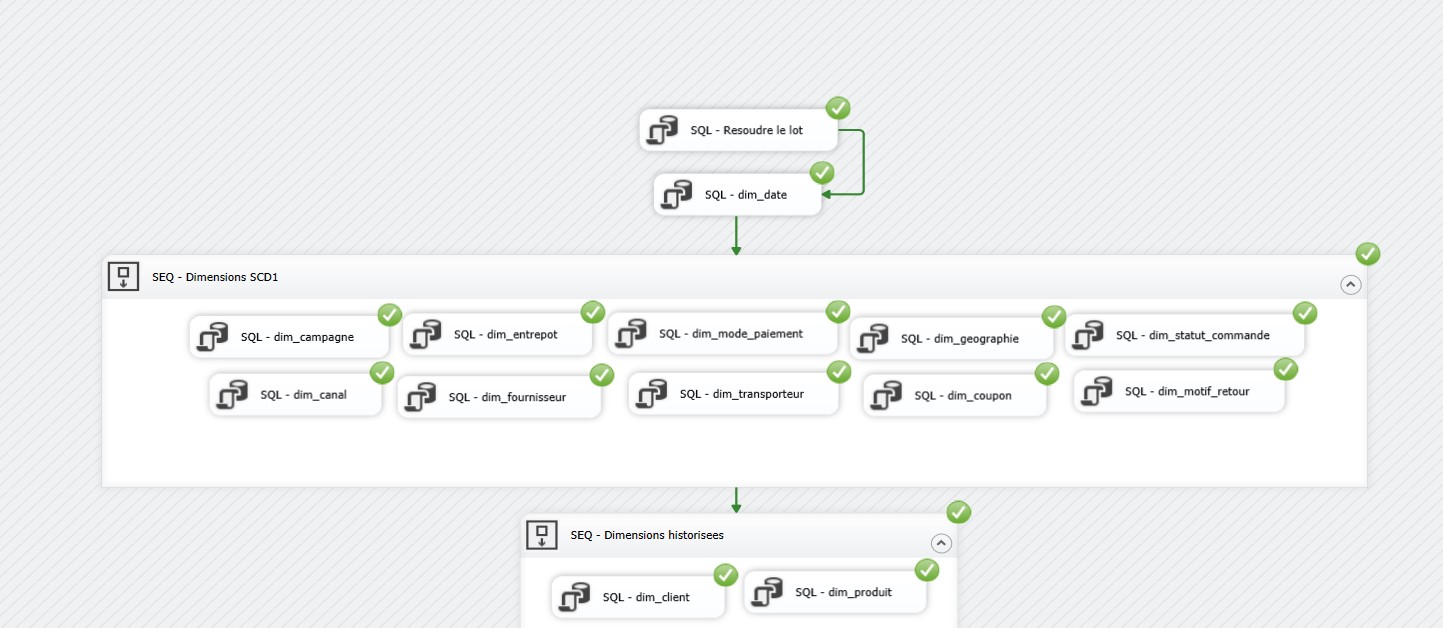 SQL - Resoudre le lot
SQL - dim_date
SEQ - Dimensions SCD1
SQL - dim_campagne
SQL - dim_entrepot
SQL - dim_mode_paiement
SQL - dim_geographie
SQL - dim_statut_commande
SQL - dim_canal
SQL - dim_fournisseur
SQL - dim_transporteur
SQL - dim_coupon
SQL - dim_motif_retour
SEQ - Dimensions historisees
SQL - dim_client
SQL - dim_produit